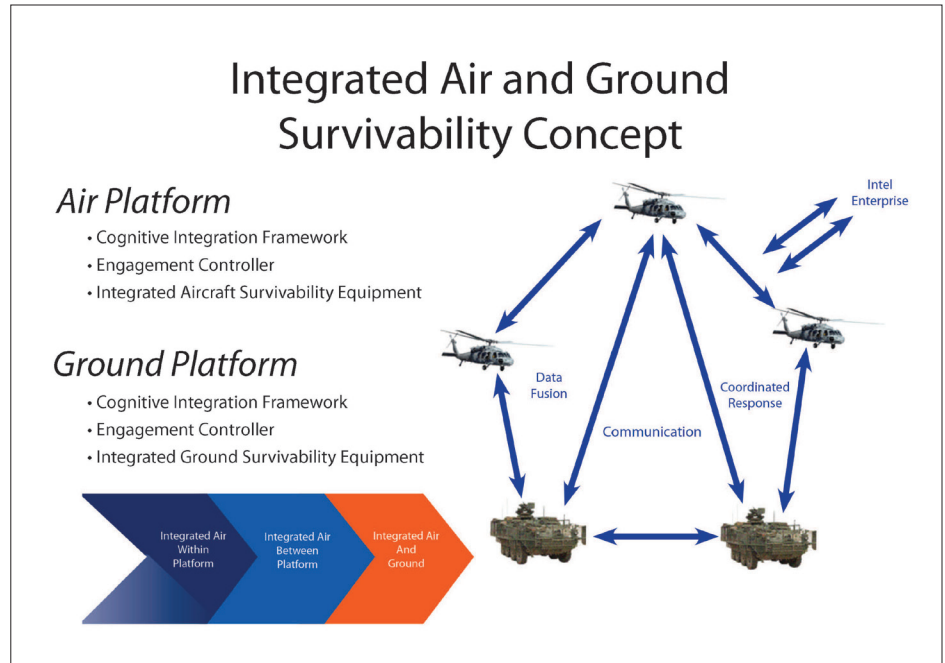 Integrated Air and Ground
Survivability Concept
Air Platform
• Cognitive Integration Framework
• Engagement Controller
• Integrated Aircraft Survivability Equipment
Ground Platform
• Cognitive Integration Framework
• Engagement Controller
• Integrated Ground Survivability Equipment
Integrated Air
Within
Platform
Integrated Air
Between
Platform
Integrated Air
And
Ground
Intel
Enterprise
Data
Fusion
Communication
Coordinated
Response